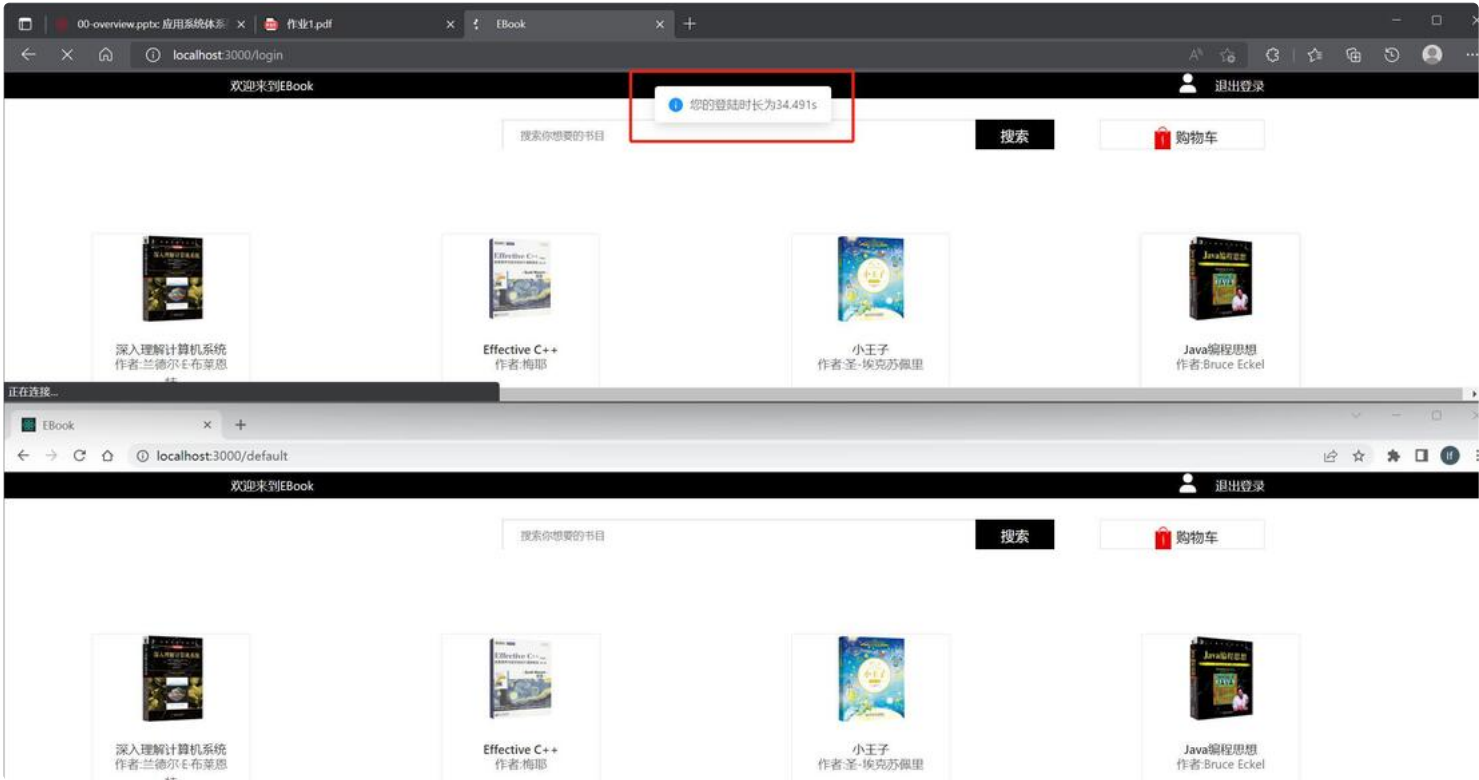 00-overview.pptx: 应用系统体系
作业1.pdf
EBook
localhost:3000/login
欢迎来到EBook
退出登录
您的登陆时长为34.491s
搜索你想要的书目
搜索
购物车
深入理解计算机系统
Effective C++
小王子
Java编程思想
作者:兰德尔·E·布莱恩
作者:梅耶
作者:圣-埃克苏佩里
作者:Bruce Eckel
正在连接...
EBook
localhost:3000/default
欢迎来到EBook
退出登录
搜索你想要的书目
搜索
购物车
深入理解计算机系统
Effective C++
小王子
Java编程思想
作者:兰德尔·E·布莱恩
作者:梅耶
作者:圣-埃克苏佩里
作者:Bruce Eckel